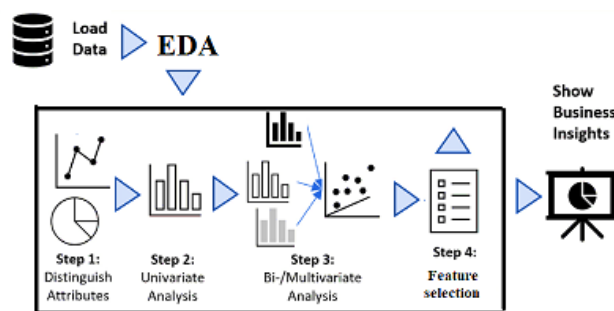 Load
Data
EDA
Show
Business
Insights
Step 1:
Distinguish
Attributes
Step 2:
Univariate
Analysis
Step 3:
Bi-/Multivariate
Analysis
Step 4:
Feature
selection